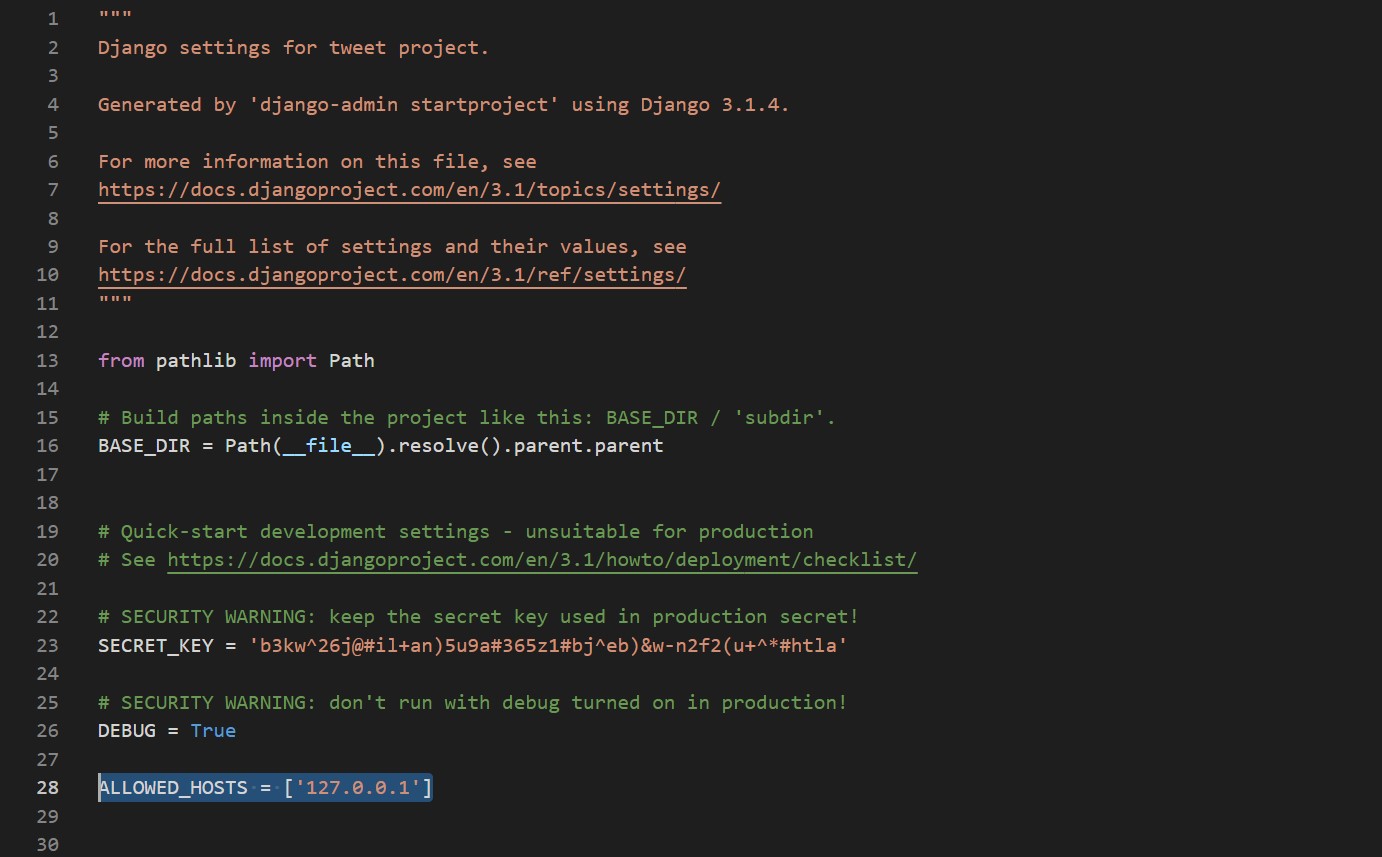 1 """
2 Django settings for tweet project.
3
4 Generated by 'django-admin startproject' using Django 3.1.4.
5
6 For more information on this file, see
7 https://docs.djangoproject.com/en/3.1/topics/settings/
8
9 For the full list of settings and their values, see
10 https://docs.djangoproject.com/en/3.1/ref/settings/
11 """
12
13 from pathlib import Path
14
15 # Build paths inside the project like this: BASE_DIR / 'subdir'.
16 BASE_DIR = Path(__file__).resolve().parent.parent
17
18
19 # Quick-start development settings - unsuitable for production
20 # See https://docs.djangoproject.com/en/3.1/howto/deployment/checklist/
21
22 # SECURITY WARNING: keep the secret key used in production secret!
23 SECRET_KEY = 'b3kw^26j@#il+an)5u9a#365z1#bj^eb)&w-n2f2(u+^*#htla'
24
25 # SECURITY WARNING: don't run with debug turned on in production!
26 DEBUG = True
27
28 ALLOWED_HOSTS = ['127.0.0.1']
29
30